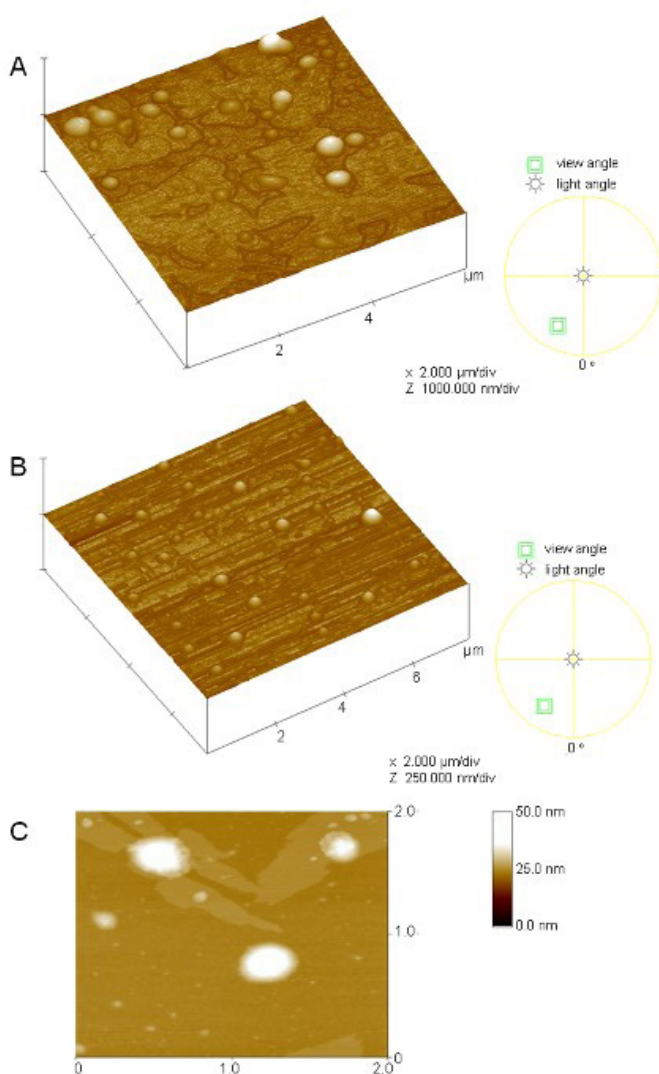 A
view angle
light angle
µm
4
2
0 °
x 2.000 µm/div
Z 1000.000 nm/div
B
view angle
light angle
µm
6
4
2
0 °
x 2.000 µm/div
Z 250.000 nm/div
C
2.0
50.0 nm
25.0 nm
1.0
0.0 nm
0
0
1.0
2.0